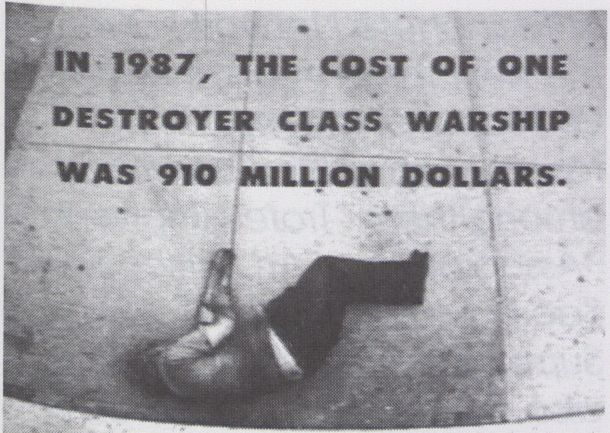 IN 1987, THE COST OF ONE
DESTROYER CLASS WARSHIP
WAS 910 MILLION DOLLARS.